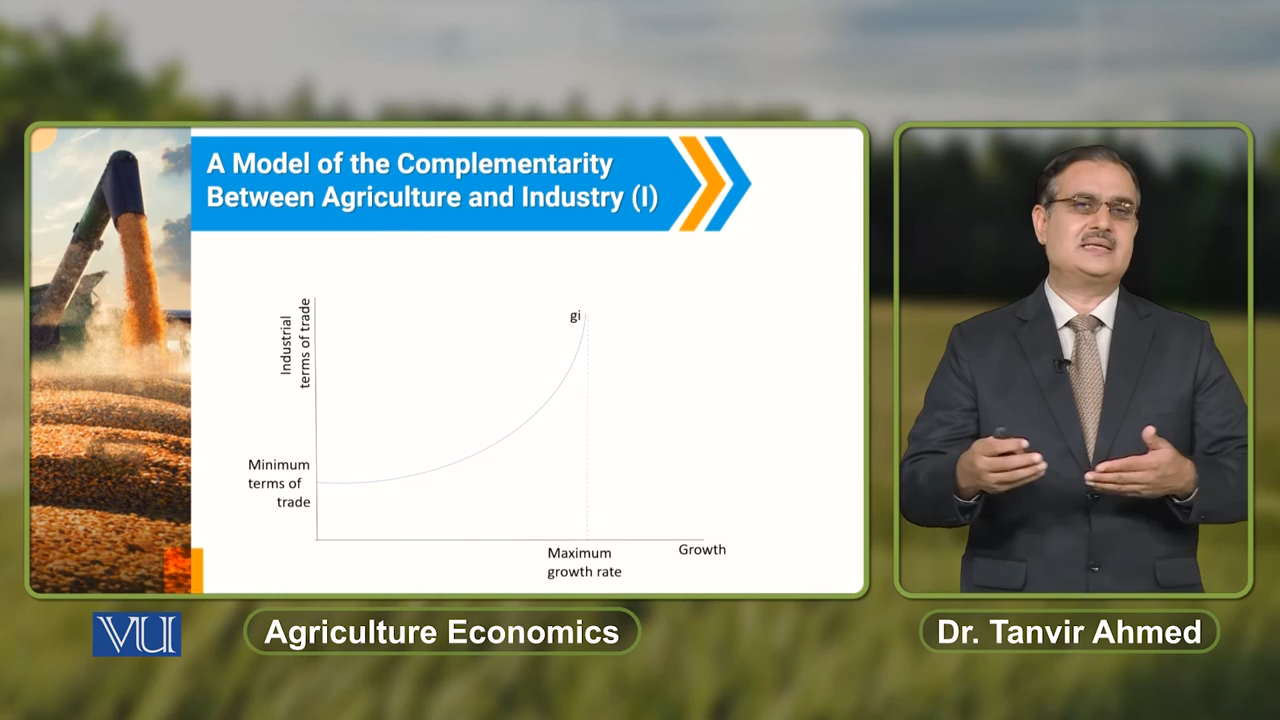 A Model of the Complementarity
Between Agriculture and Industry (I)
Industrial
terms of trade
gi
Minimum
terms of
trade
Maximum
growth rate
Growth
VU
Agriculture Economics
Dr. Tanvir Ahmed